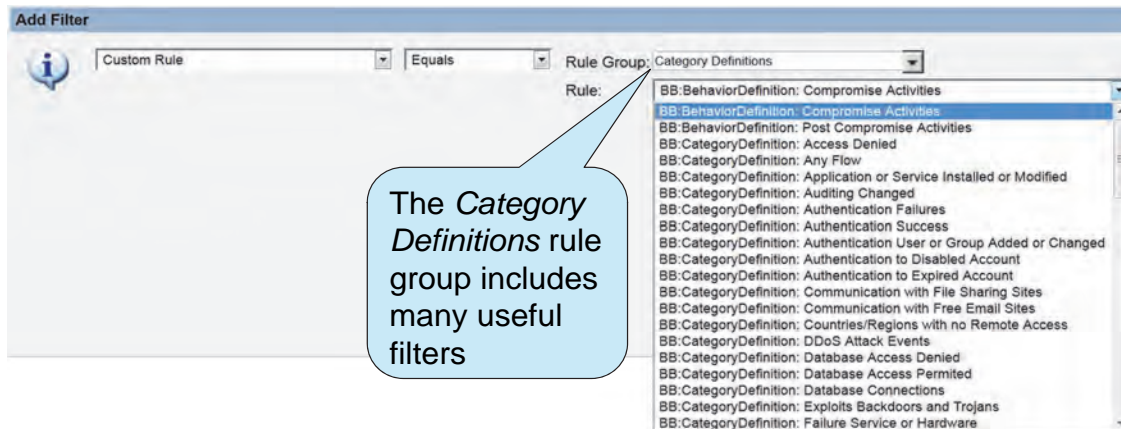 Add Filter
Custom Rule
Equals
Rule Group: Category Definitions
Rule: BB:BehaviorDefinition: Compromise Activities
BB:BehaviorDefinition: Compromise Activities
BB:BehaviorDefinition: Post Compromise Activities
BB:CategoryDefinition: Access Denied
BB:CategoryDefinition: Any Flow
BB:CategoryDefinition: Application or Service Installed or Modified
BB:CategoryDefinition: Auditing Changed
BB:CategoryDefinition: Authentication Failures
BB:CategoryDefinition: Authentication Success
BB:CategoryDefinition: Authentication User or Group Added or Changed
BB:CategoryDefinition: Authentication to Disabled Account
BB:CategoryDefinition: Authentication to Expired Account
BB:CategoryDefinition: Communication with File Sharing Sites
BB:CategoryDefinition: Communication with Free Email Sites
BB:CategoryDefinition: Countries/Regions with no Remote Access
BB:CategoryDefinition: DDoS Attack Events
BB:CategoryDefinition: Database Access Denied
BB:CategoryDefinition: Database Access Permited
BB:CategoryDefinition: Database Connections
BB:CategoryDefinition: Exploits Backdoors and Trojans
BB:CategoryDefinition: Failure Service or Hardware
The Category
Definitions rule
group includes
many useful
filters